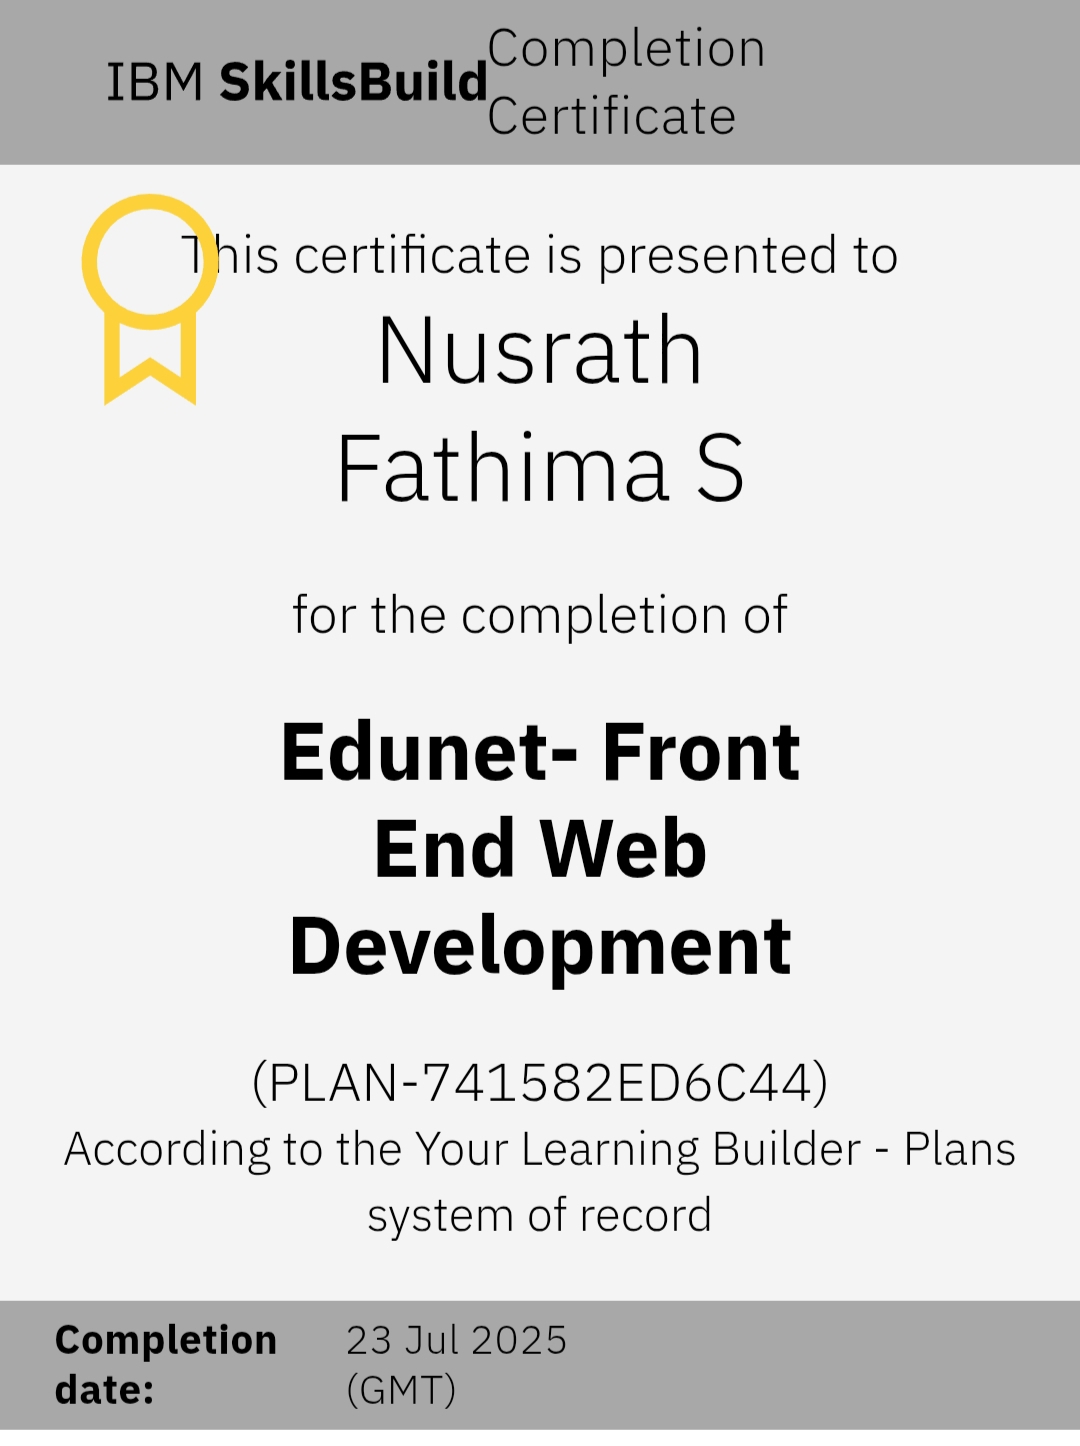 IBM SkillsBuild
Completion
Certificate
This certificate is presented to
Nusrath
Fathima S
for the completion of
Edunet- Front
End Web
Development
(PLAN-741582ED6C44)
According to the Your Learning Builder - Plans
system of record
Completion
date:
23 Jul 2025
(GMT)